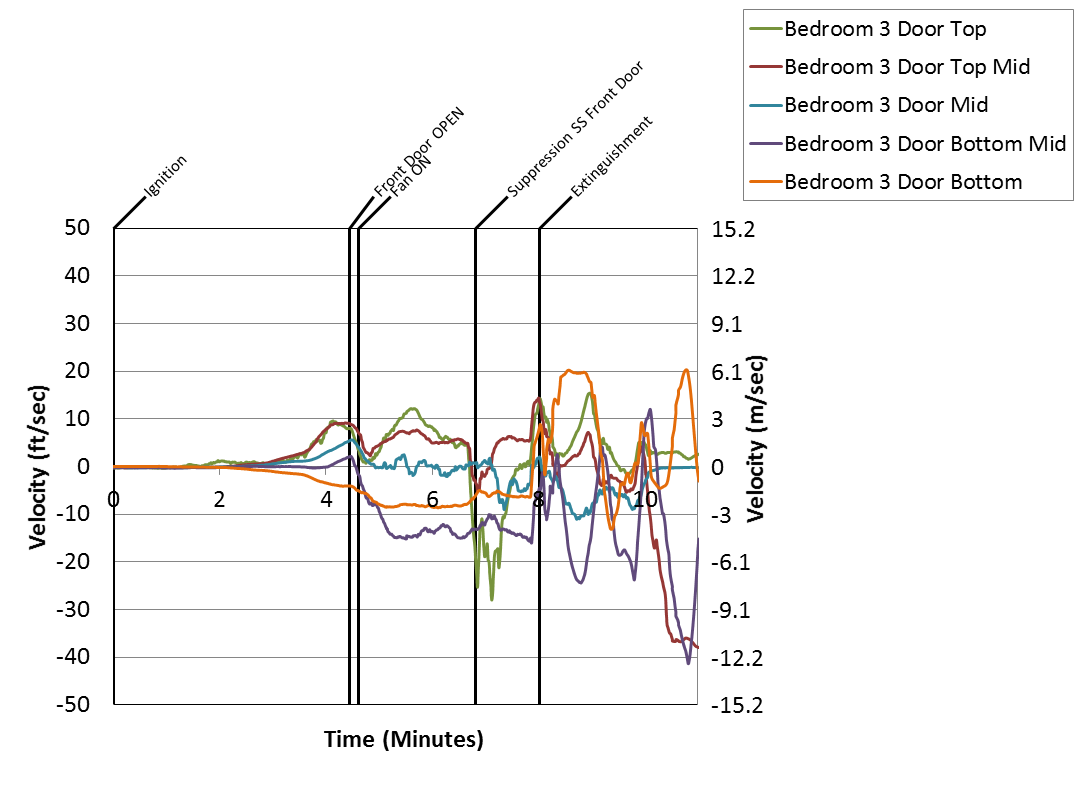 Bedroom 3 Door Top
Bedroom 3 Door Top Mid
Bedroom 3 Door Mid
Bedroom 3 Door Bottom Mid
Bedroom 3 Door Bottom
Ignition
Front Door OPEN
Fan ON
Suppression SS Front Door
Extinguishment
50
40
30
20
10
0
-10
-20
-30
-40
-50
Velocity (ft/sec)
0
2
4
6
8
10
15.2
12.2
9.1
6.1
3
0
-3
-6.1
-9.1
-12.2
-15.2
Velocity (m/sec)
Time (Minutes)